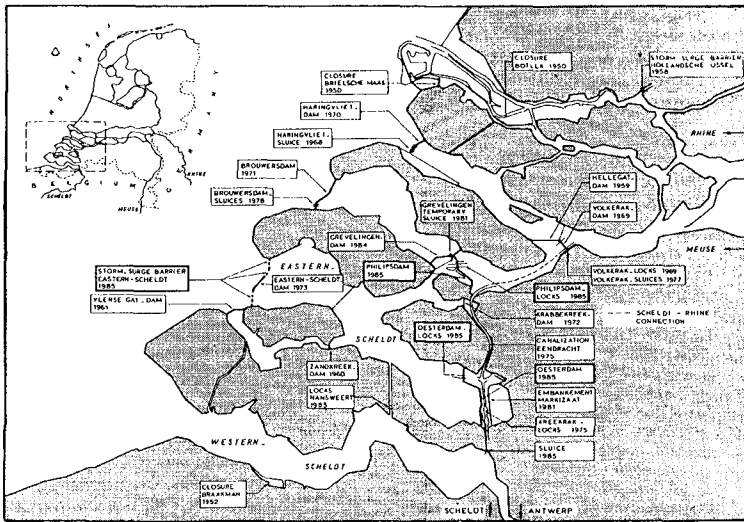 NORTHSEA
GERMANY
BELGIUM
RHINE
SCHELDT
MEUSE
CLOSURE
BRIELSCHE MAAS
1950
CLOSURE
BOTLEK 1950
STORM SURGE BARRIER
HOLLANDSCHE IJSSEL
1958
HARINGVLIET-
DAM 1970
HARINGVLIET-
SLUICE 1968
RHINE
BROUWERSDAM
1971
BROUWERSDAM-
SLUICES 1978
HELLEGAT-
DAM 1959
VOLKERAK-
DAM 1969
GREVELINGEN
TEMPORARY
SLUICE 1981
GREVELINGEN-
DAM 1984
MEUSE
STORM SURGE BARRIER
EASTERN-SCHELDT
1985
EASTERN-
EASTERN-SCHELDT
DAM 1973
PHILIPSDAM
1985
VOLKERAK-LOCKS 1969
VOLKERAK-SLUICES 1977
PHILIPSDAM-
LOCKS 1985
VEERSE GAT-DAM
1961
KRABBEKREEK-
DAM 1972
SCHELDT-RHINE
CONNECTION
SCHELDT
OESTERDAM-
LOCKS 1985
CANALIZATION
EENDRACHT
1975
ZANDKREEK-
DAM 1960
OESTERDAM
1985
LOCKS
HANSWEERT
1985
EMBANKEMENT
MARKIZAAT
1981
KREEKRAK-
LOCKS 1975
WESTERN-
SCHELDT
SLUICE
1985
CLOSURE
BRAAKMAN
1952
SCHELDT
ANTWERP